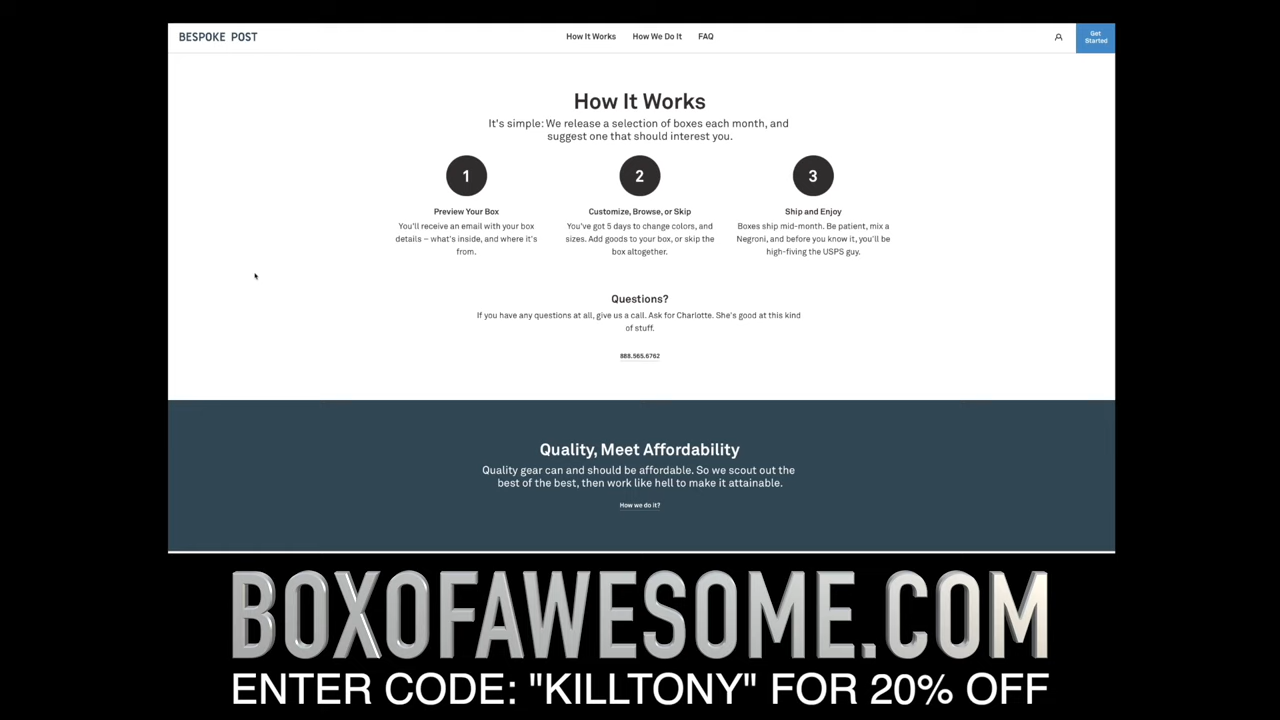 BESPOKE POST
How It Works
How We Do It
FAQ
Get
Started
How It Works
It's simple: We release a selection of boxes each month, and
suggest one that should interest you.
1
2
3
Preview Your Box
You'll receive an email with your box
details – what's inside, and where it's
from.
Customize, Browse, or Skip
You've got 5 days to change colors, and
sizes. Add goods to your box, or skip the
box altogether.
Ship and Enjoy
Boxes ship mid-month. Be patient, mix a
Negroni, and before you know it, you'll be
high-fiving the USPS guy.
Questions?
If you have any questions at all, give us a call. Ask for Charlotte. She's good at this kind
of stuff.
888.565.6762
Quality, Meet Affordability
Quality gear can and should be affordable. So we scout out the
best of the best, then work like hell to make it attainable.
How we do it?
BOXOFAWESOME.COM
ENTER CODE: "KILLTONY" FOR 20% OFF